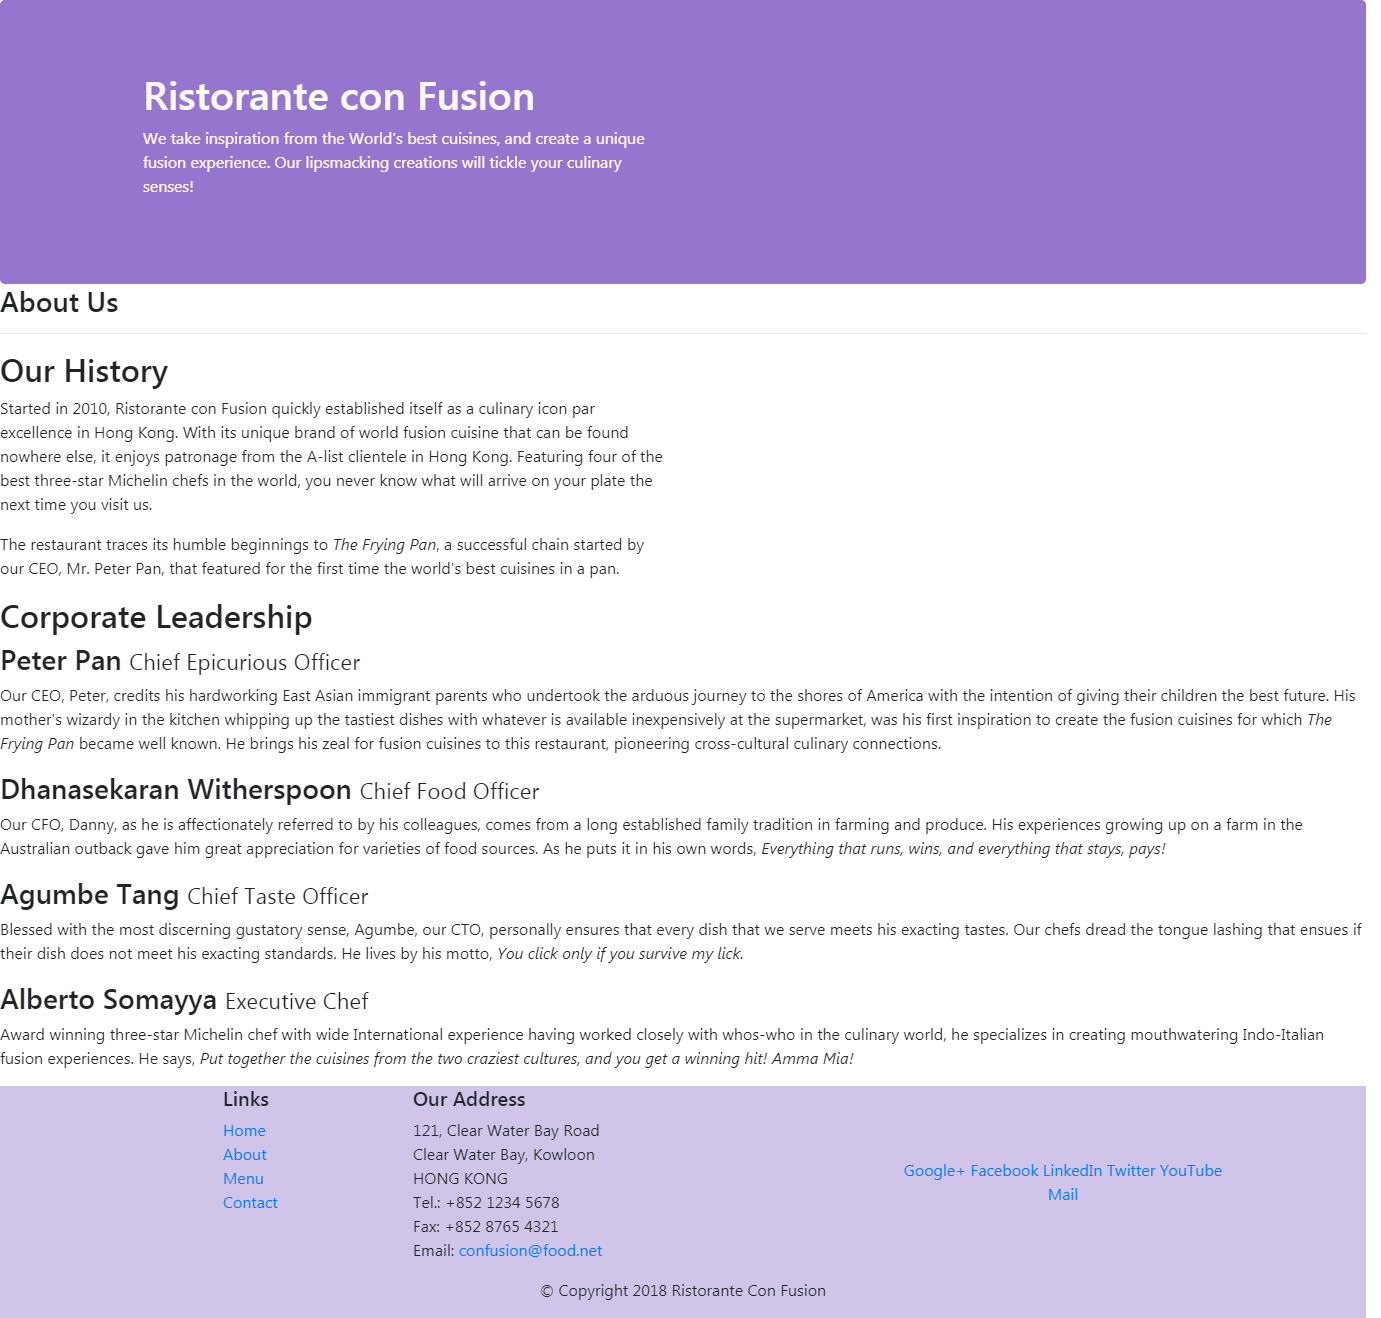 Ristorante con Fusion
We take inspiration from the World's best cuisines, and create a unique
fusion experience. Our lipsmacking creations will tickle your culinary
senses!
About Us
Our History
Started in 2010, Ristorante con Fusion quickly established itself as a culinary icon par
excellence in Hong Kong. With its unique brand of world fusion cuisine that can be found
nowhere else, it enjoys patronage from the A-list clientele in Hong Kong. Featuring four of the
best three-star Michelin chefs in the world, you never know what will arrive on your plate the
next time you visit us.
The restaurant traces its humble beginnings to The Frying Pan, a successful chain started by
our CEO, Mr. Peter Pan, that featured for the first time the world's best cuisines in a pan.
Corporate Leadership
Peter Pan Chief Epicurious Officer
Our CEO, Peter, credits his hardworking East Asian immigrant parents who undertook the arduous journey to the shores of America with the intention of giving their children the best future. His
mother's wizardy in the kitchen whipping up the tastiest dishes with whatever is available inexpensively at the supermarket, was his first inspiration to create the fusion cuisines for which The
Frying Pan became well known. He brings his zeal for fusion cuisines to this restaurant, pioneering cross-cultural culinary connections.
Dhanasekaran Witherspoon Chief Food Officer
Our CFO, Danny, as he is affectionately referred to by his colleagues, comes from a long established family tradition in farming and produce. His experiences growing up on a farm in the
Australian outback gave him great appreciation for varieties of food sources. As he puts it in his own words, Everything that runs, wins, and everything that stays, pays!
Agumbe Tang Chief Taste Officer
Blessed with the most discerning gustatory sense, Agumbe, our CTO, personally ensures that every dish that we serve meets his exacting tastes. Our chefs dread the tongue lashing that ensues if
their dish does not meet his exacting standards. He lives by his motto, You click only if you survive my lick.
Alberto Somayya Executive Chef
Award winning three-star Michelin chef with wide International experience having worked closely with whos-who in the culinary world, he specializes in creating mouthwatering Indo-Italian
fusion experiences. He says, Put together the cuisines from the two craziest cultures, and you get a winning hit! Amma Mia!
Links
Home
About
Menu
Contact
Our Address
121, Clear Water Bay Road
Clear Water Bay, Kowloon
HONG KONG
Tel.: +852 1234 5678
Fax: +852 8765 4321
Email: confusion@food.net
Google+ Facebook LinkedIn Twitter YouTube
Mail
© Copyright 2018 Ristorante Con Fusion